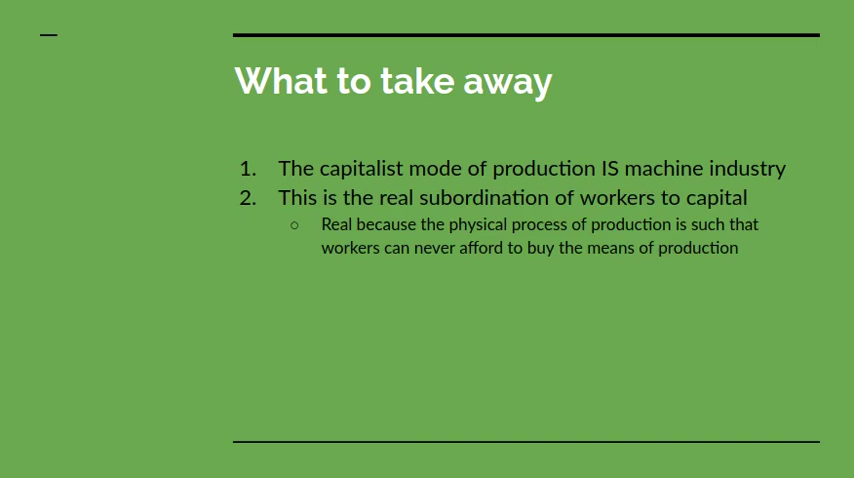 What to take away
1. The capitalist mode of production IS machine industry
2. This is the real subordination of workers to capital
○ Real because the physical process of production is such that
workers can never afford to buy the means of production